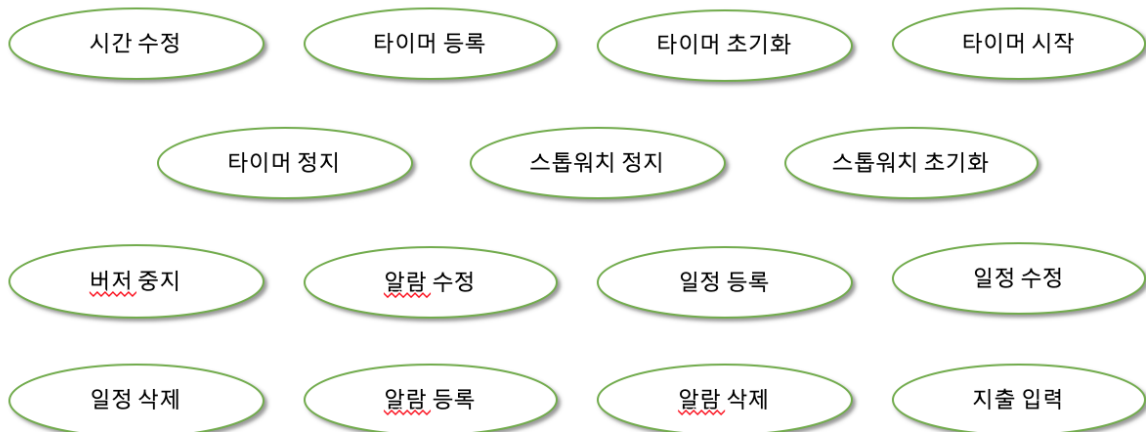 시간 수정
타이머 등록
타이머 초기화
타이머 시작
타이머 정지
스톱워치 정지
스톱워치 초기화
버저 중지
알람 수정
일정 등록
일정 수정
일정 삭제
알람 등록
알람 삭제
지출 입력